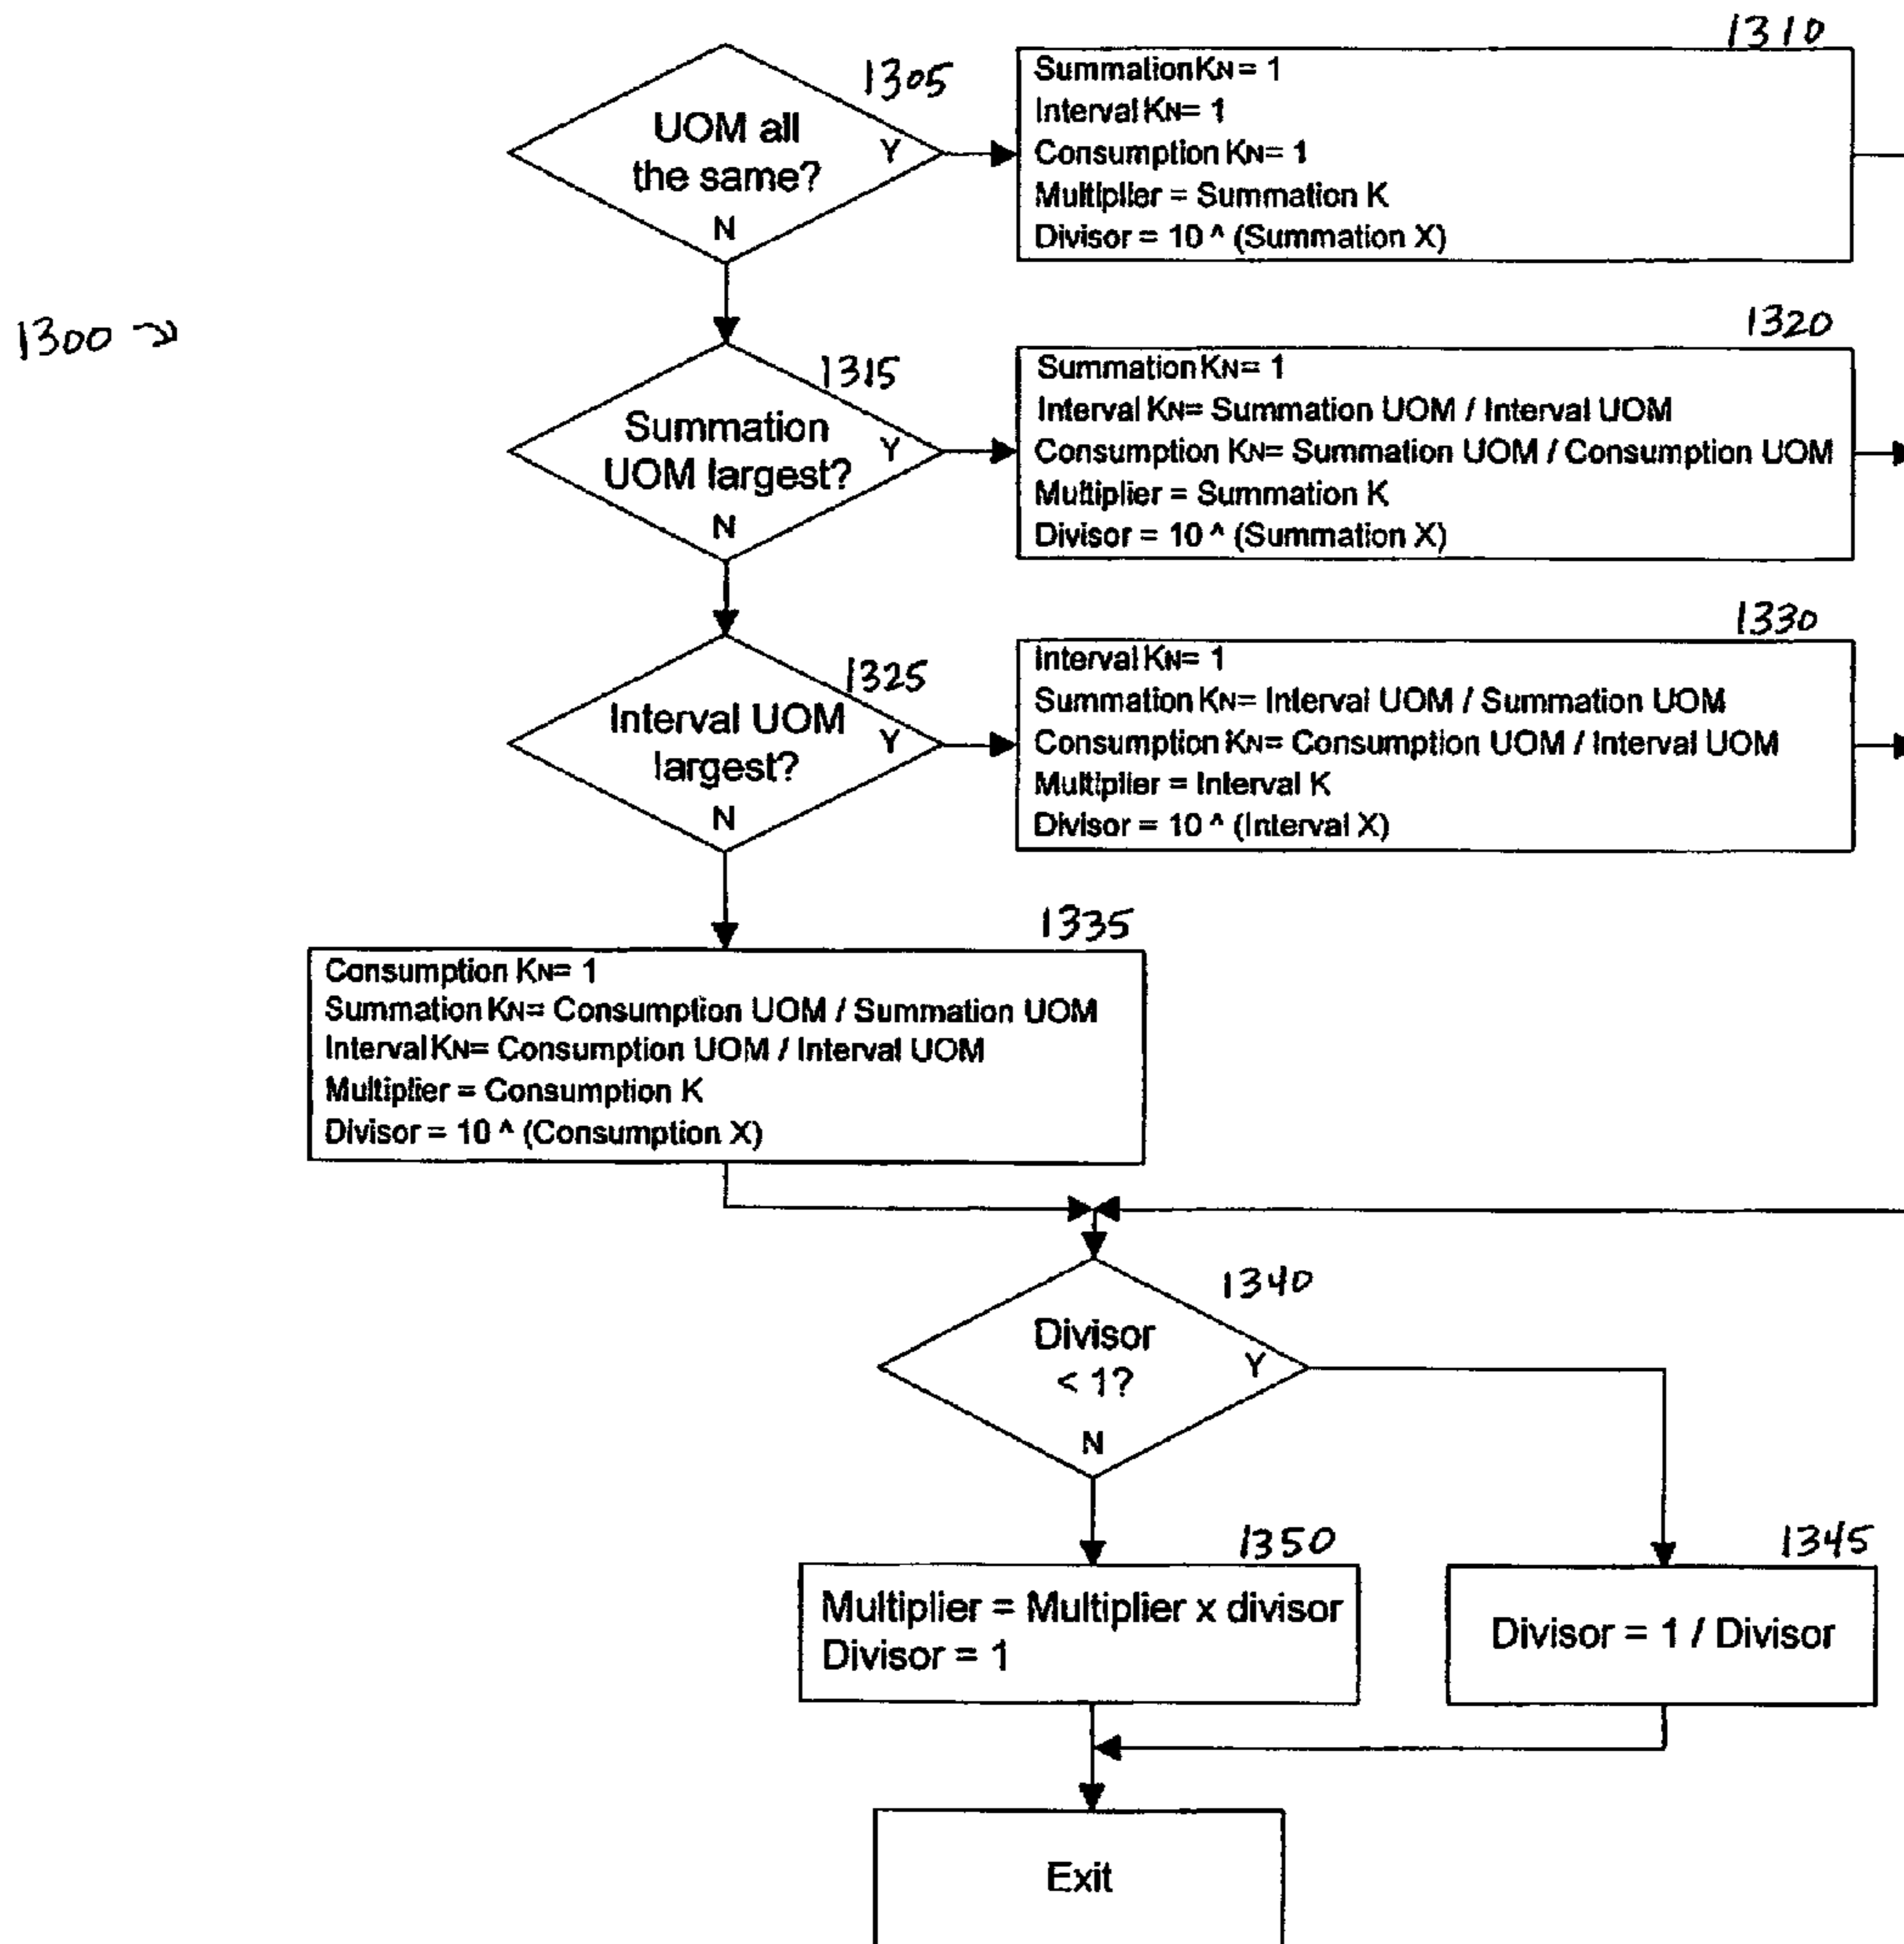 1300
1305
UOM all
the same?
Y
N
1310
Summation KN= 1
Interval KN= 1
Consumption KN= 1
Multiplier = Summation K
Divisor = 10 ^ (Summation X)
1315
Summation
UOM largest?
Y
N
1320
Summation KN= 1
Interval KN= Summation UOM / Interval UOM
Consumption KN= Summation UOM / Consumption UOM
Multiplier = Summation K
Divisor = 10 ^ (Summation X)
1325
Interval UOM
largest?
Y
N
1330
Interval KN= 1
Summation KN= Interval UOM / Summation UOM
Consumption KN= Consumption UOM / Interval UOM
Multiplier = Interval K
Divisor = 10 ^ (Interval X)
1335
Consumption KN= 1
Summation KN= Consumption UOM / Summation UOM
Interval KN= Consumption UOM / Interval UOM
Multiplier = Consumption K
Divisor = 10 ^ (Consumption X)
1340
Divisor
< 1?
Y
N
1350
Multiplier = Multiplier x divisor
Divisor = 1
1345
Divisor = 1 / Divisor
Exit